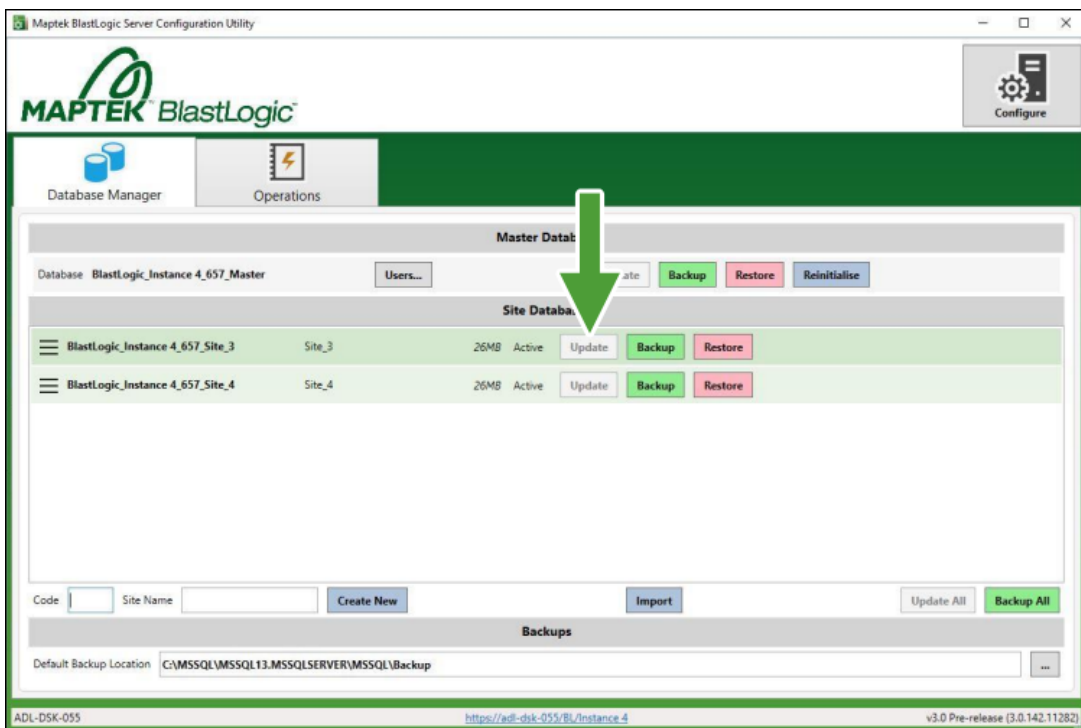 Maptek BlastLogic Server Configuration Utility
MAPTEK™ BlastLogic™
Configure
Database Manager
Operations
Master Datab
Database BlastLogic_Instance 4_657_Master Users... ate Backup Restore Reinitialise
Site Databa
BlastLogic_Instance 4_657_Site_3 Site_3 26MB Active Update Backup Restore
BlastLogic_Instance 4_657_Site_4 Site_4 26MB Active Update Backup Restore
Code Site Name Create New Import Update All Backup All
Backups
Default Backup Location C:\MSSQL\MSSQL13.MSSQLSERVER\MSSQL\Backup ...
ADL-DSK-055 https://adl-dsk-055/BL/Instance 4 v3.0 Pre-release (3.0.142.11282)